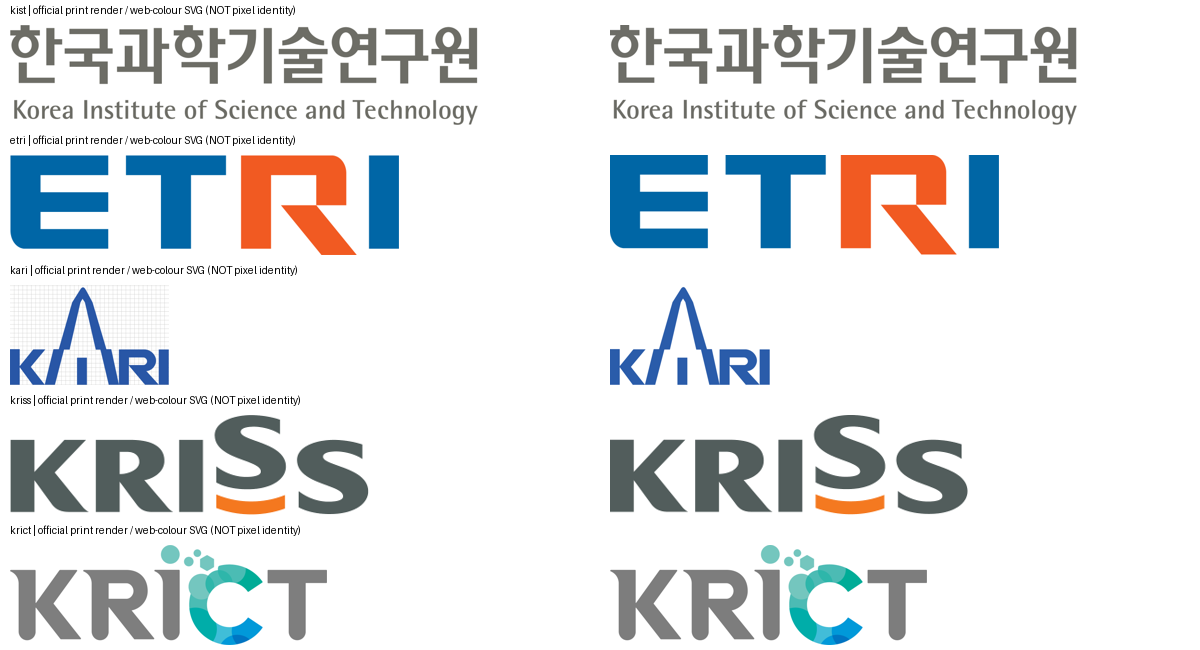 kist | official print render / web-colour SVG (NOT pixel identity)
한국과학기술연구원 한국과학기술연구원
Korea Institute of Science and Technology Korea Institute of Science and Technology
etri | official print render / web-colour SVG (NOT pixel identity)
ETRI ETRI
kari | official print render / web-colour SVG (NOT pixel identity)
KARI KARI
kriss | official print render / web-colour SVG (NOT pixel identity)
KRISS KRISS
krict | official print render / web-colour SVG (NOT pixel identity)
KRICT KRICT